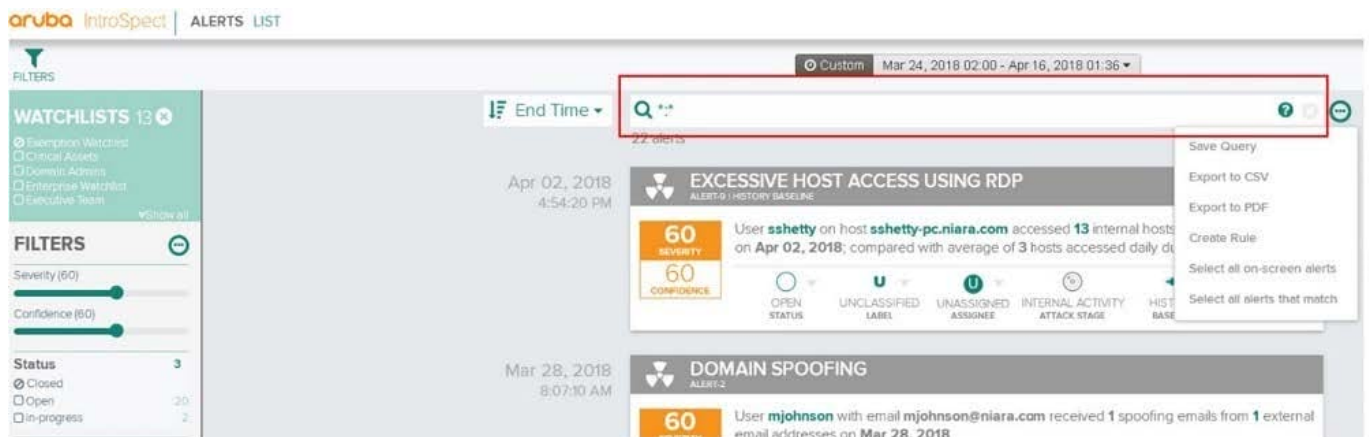 aruba IntroSpect | ALERTS LIST
FILTERS
Custom Mar 24, 2018 02:00 - Apr 16, 2018 01:36
WATCHLISTS 13
Exemption Watchlist
Critical Assets
Domain Admins
Enterprise Watchlist
Executive Team
Show all
FILTERS
Severity (60)
Confidence (60)
Status 3
Closed
Open 20
In-progress 2
End Time
*:*
?
22 alerts
Save Query
Export to CSV
Export to PDF
Create Rule
Select all on-screen alerts
Select all alerts that match
Apr 02, 2018
4:54:20 PM
EXCESSIVE HOST ACCESS USING RDP
ALERT-9 | HISTORY BASELINE
60
SEVERITY
60
CONFIDENCE
User sshetty on host sshetty-pc.niara.com accessed 13 internal hosts
on Apr 02, 2018; compared with average of 3 hosts accessed daily
OPEN
STATUS
UNCLASSIFIED
LABEL
UNASSIGNED
ASSIGNEE
INTERNAL ACTIVITY
ATTACK STAGE
HIST
BASE
Mar 28, 2018
8:07:10 AM
DOMAIN SPOOFING
ALERT-2
60
User mjohnson with email mjohnson@niara.com received 1 spoofing emails from 1 external
email addresses on Mar 28, 2018